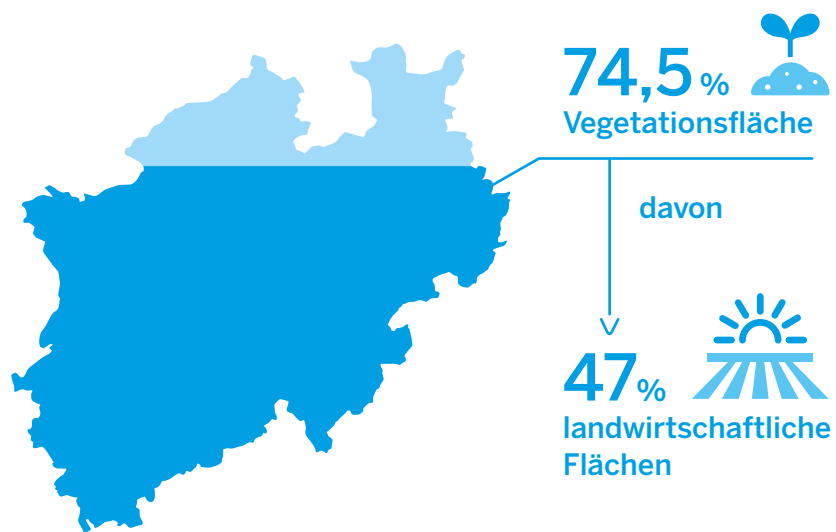 74,5 %
Vegetationsfläche
davon
47%
landwirtschaftliche
Flächen